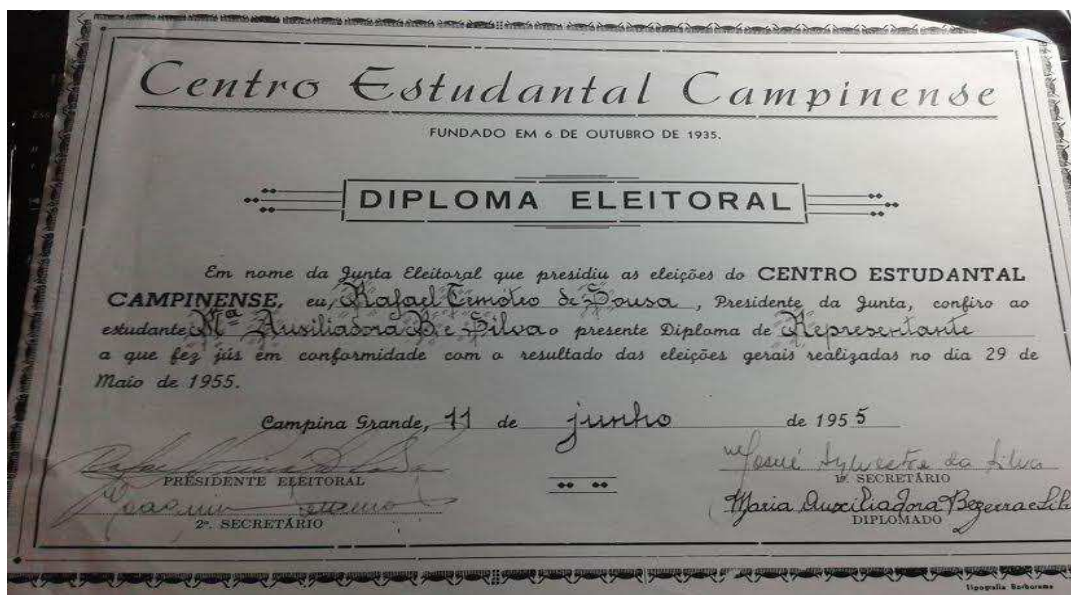 Centro Estudantal Campinense
FUNDADO EM 6 DE OUTUBRO DE 1935.
DIPLOMA ELEITORAL
Em nome da Junta Eleitoral que presidiu as eleições do CENTRO ESTUDANTAL
CAMPINENSE, eu, Rafael Timóteo de Sousa, Presidente da Junta, confiro ao
estudante Mª Auxiliadora B. e Silva o presente Diploma de Representante
a que fez jús em conformidade com o resultado das eleições gerais realizadas no dia 29 de
Maio de 1955.
Campina Grande, 11 de junho de 1955
Josué Sylvestre da Silva
PRESIDENTE ELEITORAL 1º. SECRETÁRIO
Maria Auxiliadora Bezerra e Sil
2º. SECRETÁRIO DIPLOMADO
Tipografia Borborema